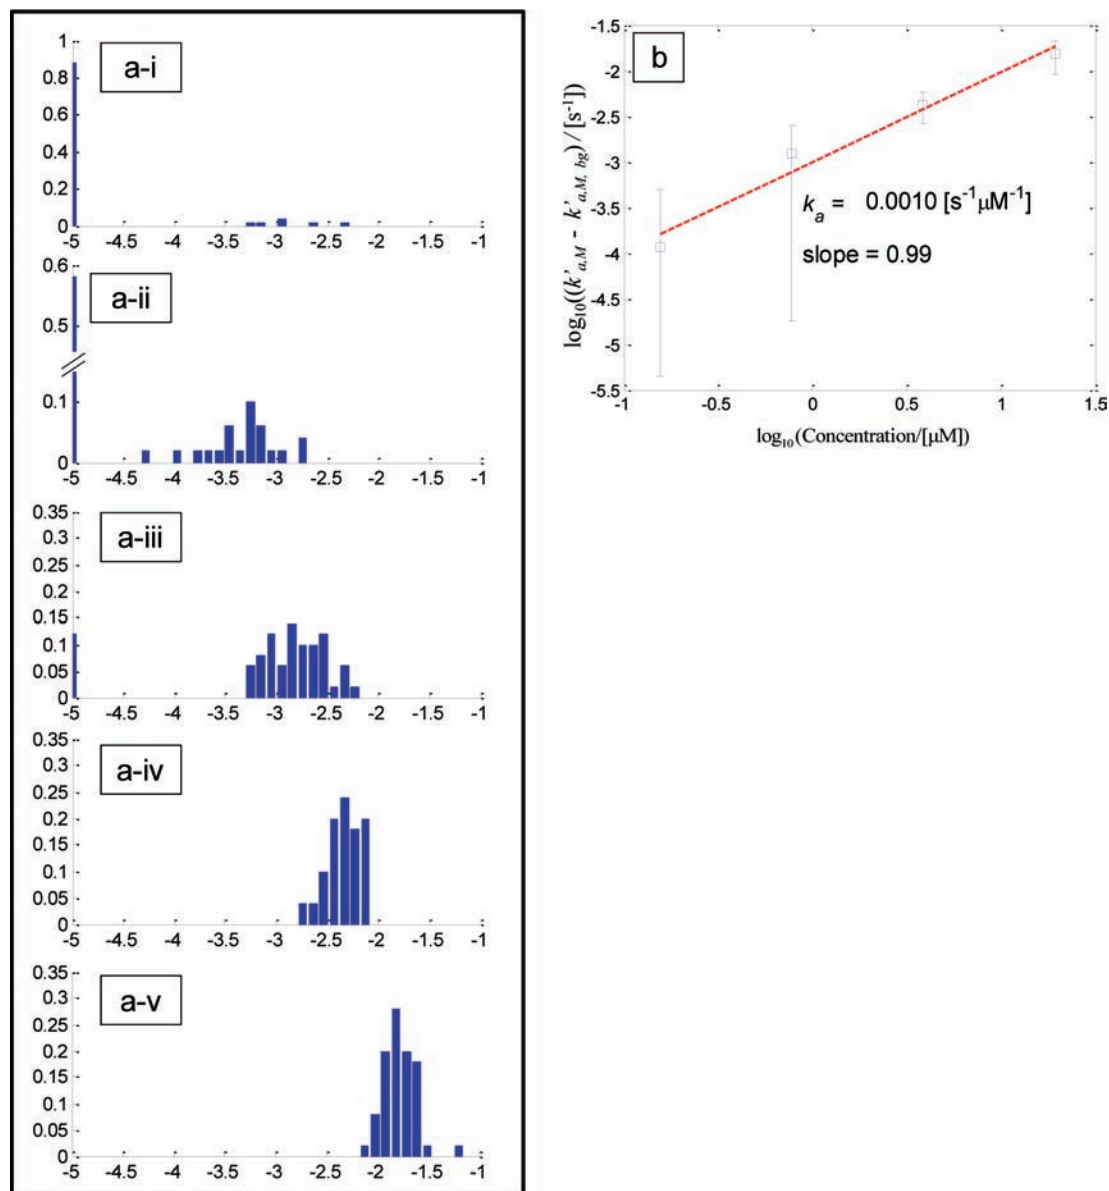 a-i
1
0.8
0.6
0.4
0.2
0
-5 -4.5 -4 -3.5 -3 -2.5 -2 -1.5 -1
a-ii
0.6
0.5
0.1
0
-5 -4.5 -4 -3.5 -3 -2.5 -2 -1.5 -1
a-iii
0.35
0.3
0.25
0.2
0.15
0.1
0.05
0
-5 -4.5 -4 -3.5 -3 -2.5 -2 -1.5 -1
a-iv
0.35
0.3
0.25
0.2
0.15
0.1
0.05
0
-5 -4.5 -4 -3.5 -3 -2.5 -2 -1.5 -1
a-v
0.35
0.3
0.25
0.2
0.15
0.1
0.05
0
-5 -4.5 -4 -3.5 -3 -2.5 -2 -1.5 -1
b
log₁₀((k'a,M - k'a,M, bg) / [s⁻¹])
-1.5
-2
-2.5
-3
-3.5
-4
-4.5
-5
-5.5
kₐ = 0.0010 [s⁻¹μM⁻¹]
slope = 0.99
-1 -0.5 0 0.5 1 1.5
log₁₀(Concentration/[μM])